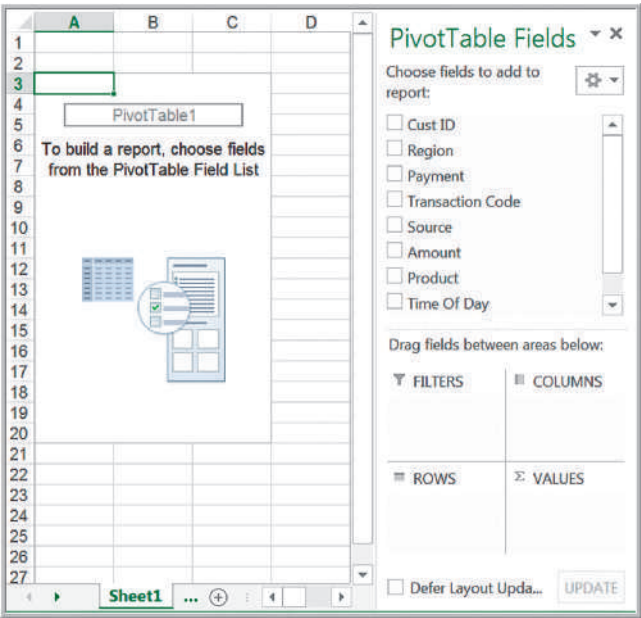 A B C D
1
2
3
4
5
6
7
8
9
10
11
12
13
14
15
16
17
18
19
20
21
22
23
24
25
26
27
PivotTable1
To build a report, choose fields
from the PivotTable Field List
Sheet1 ...
PivotTable Fields
Choose fields to add to
report:
Cust ID
Region
Payment
Transaction Code
Source
Amount
Product
Time Of Day
Drag fields between areas below:
FILTERS
COLUMNS
ROWS
Σ VALUES
Defer Layout Upda... UPDATE